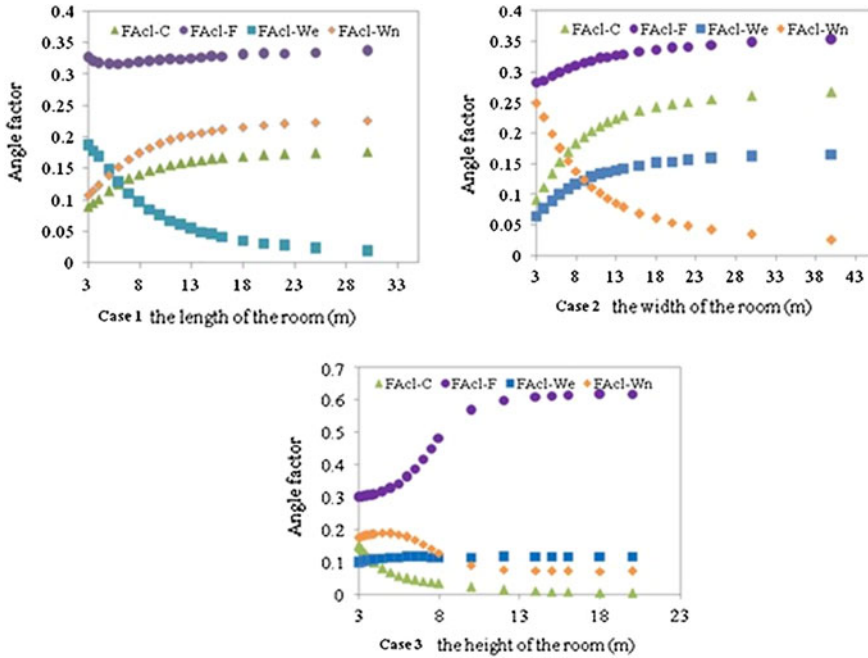 FAcl-C FAcl-F FAcl-We FAcl-Wn
0.4
0.35
0.3
0.25
0.2
0.15
0.1
0.05
0
Angle factor
3 8 13 18 23 28 33
Case 1 the length of the room (m)
FAcl-C FAcl-F FAcl-We FAcl-Wn
0.4
0.35
0.3
0.25
0.2
0.15
0.1
0.05
0
Angle factor
3 8 13 18 23 28 33 38 43
Case 2 the width of the room (m)
FAcl-C FAcl-F FAcl-We FAcl-Wn
0.7
0.6
0.5
0.4
0.3
0.2
0.1
0
Angle factor
3 8 13 18 23
Case 3 the height of the room (m)